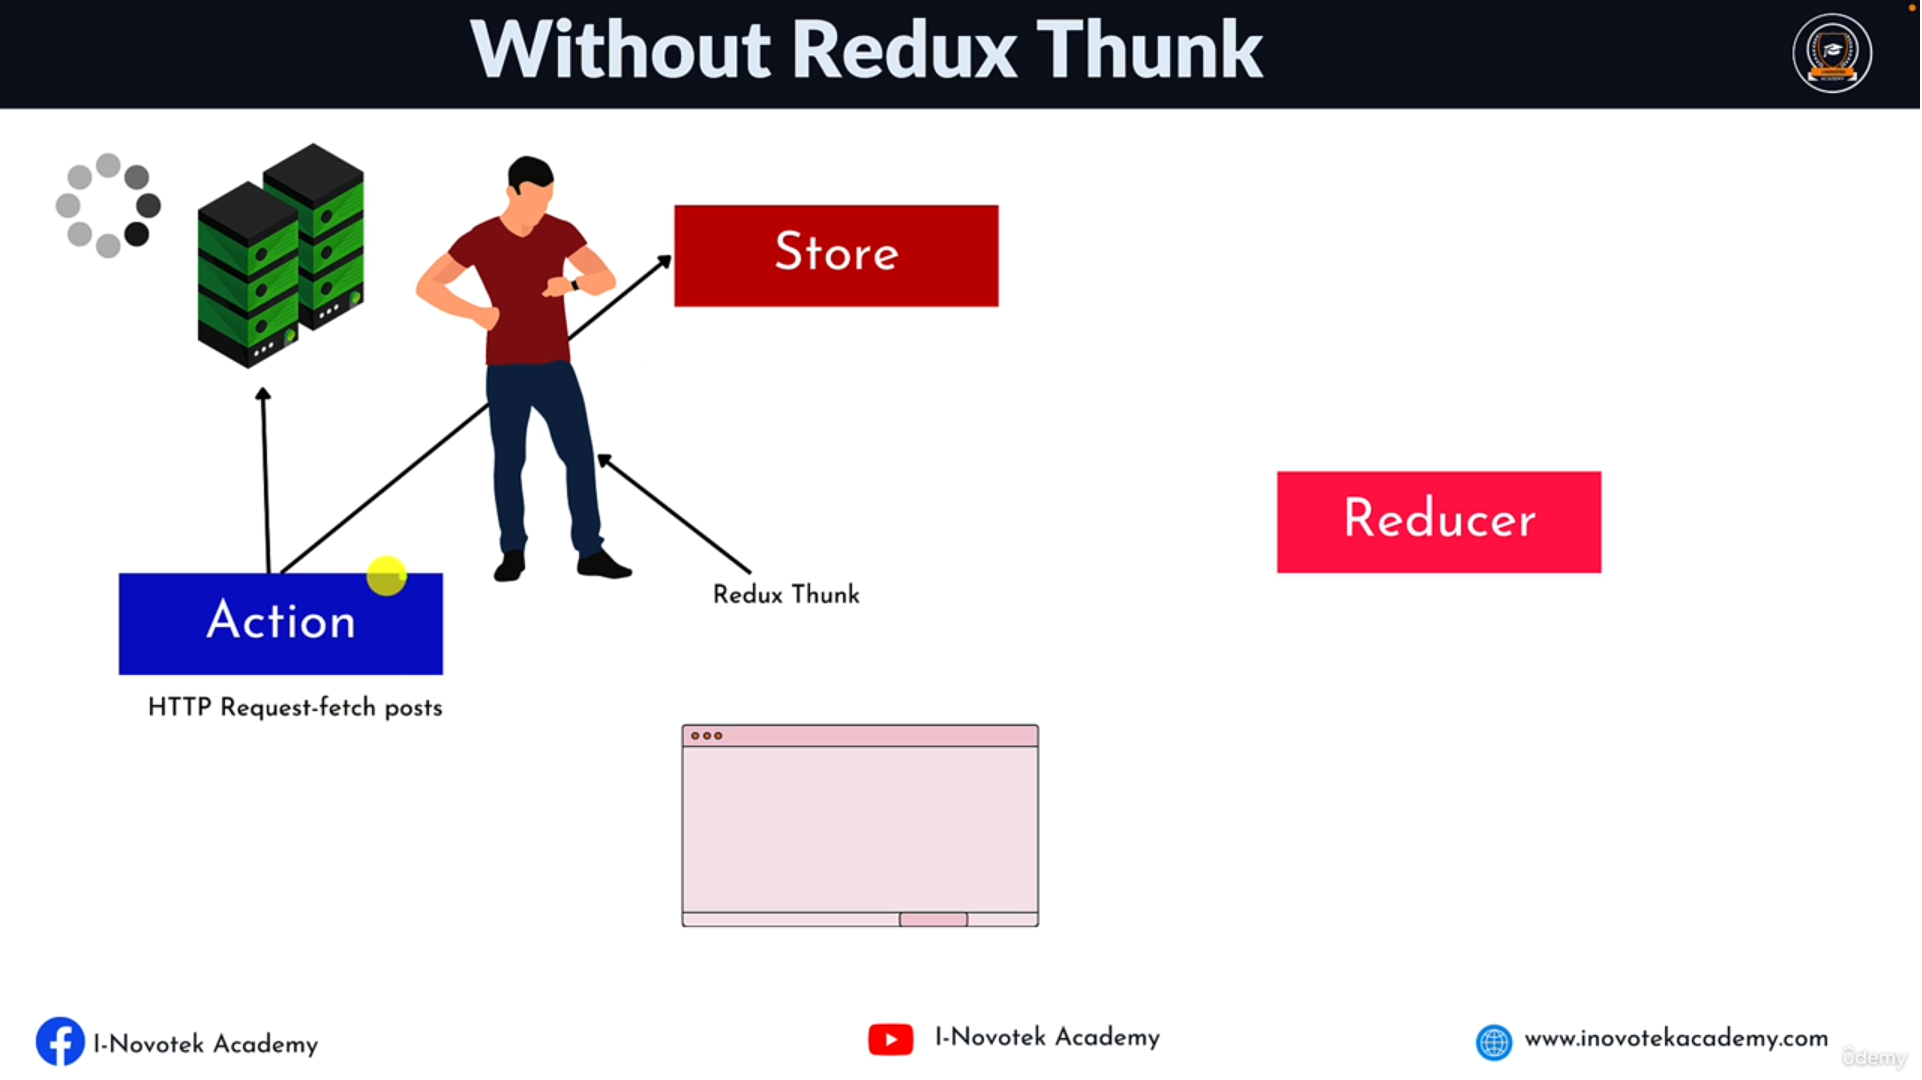 Without Redux Thunk
Store
Reducer
Redux Thunk
Action
HTTP Request-fetch posts
I-Novotek Academy
I-Novotek Academy
www.inovotekacademy.com
ûdemy